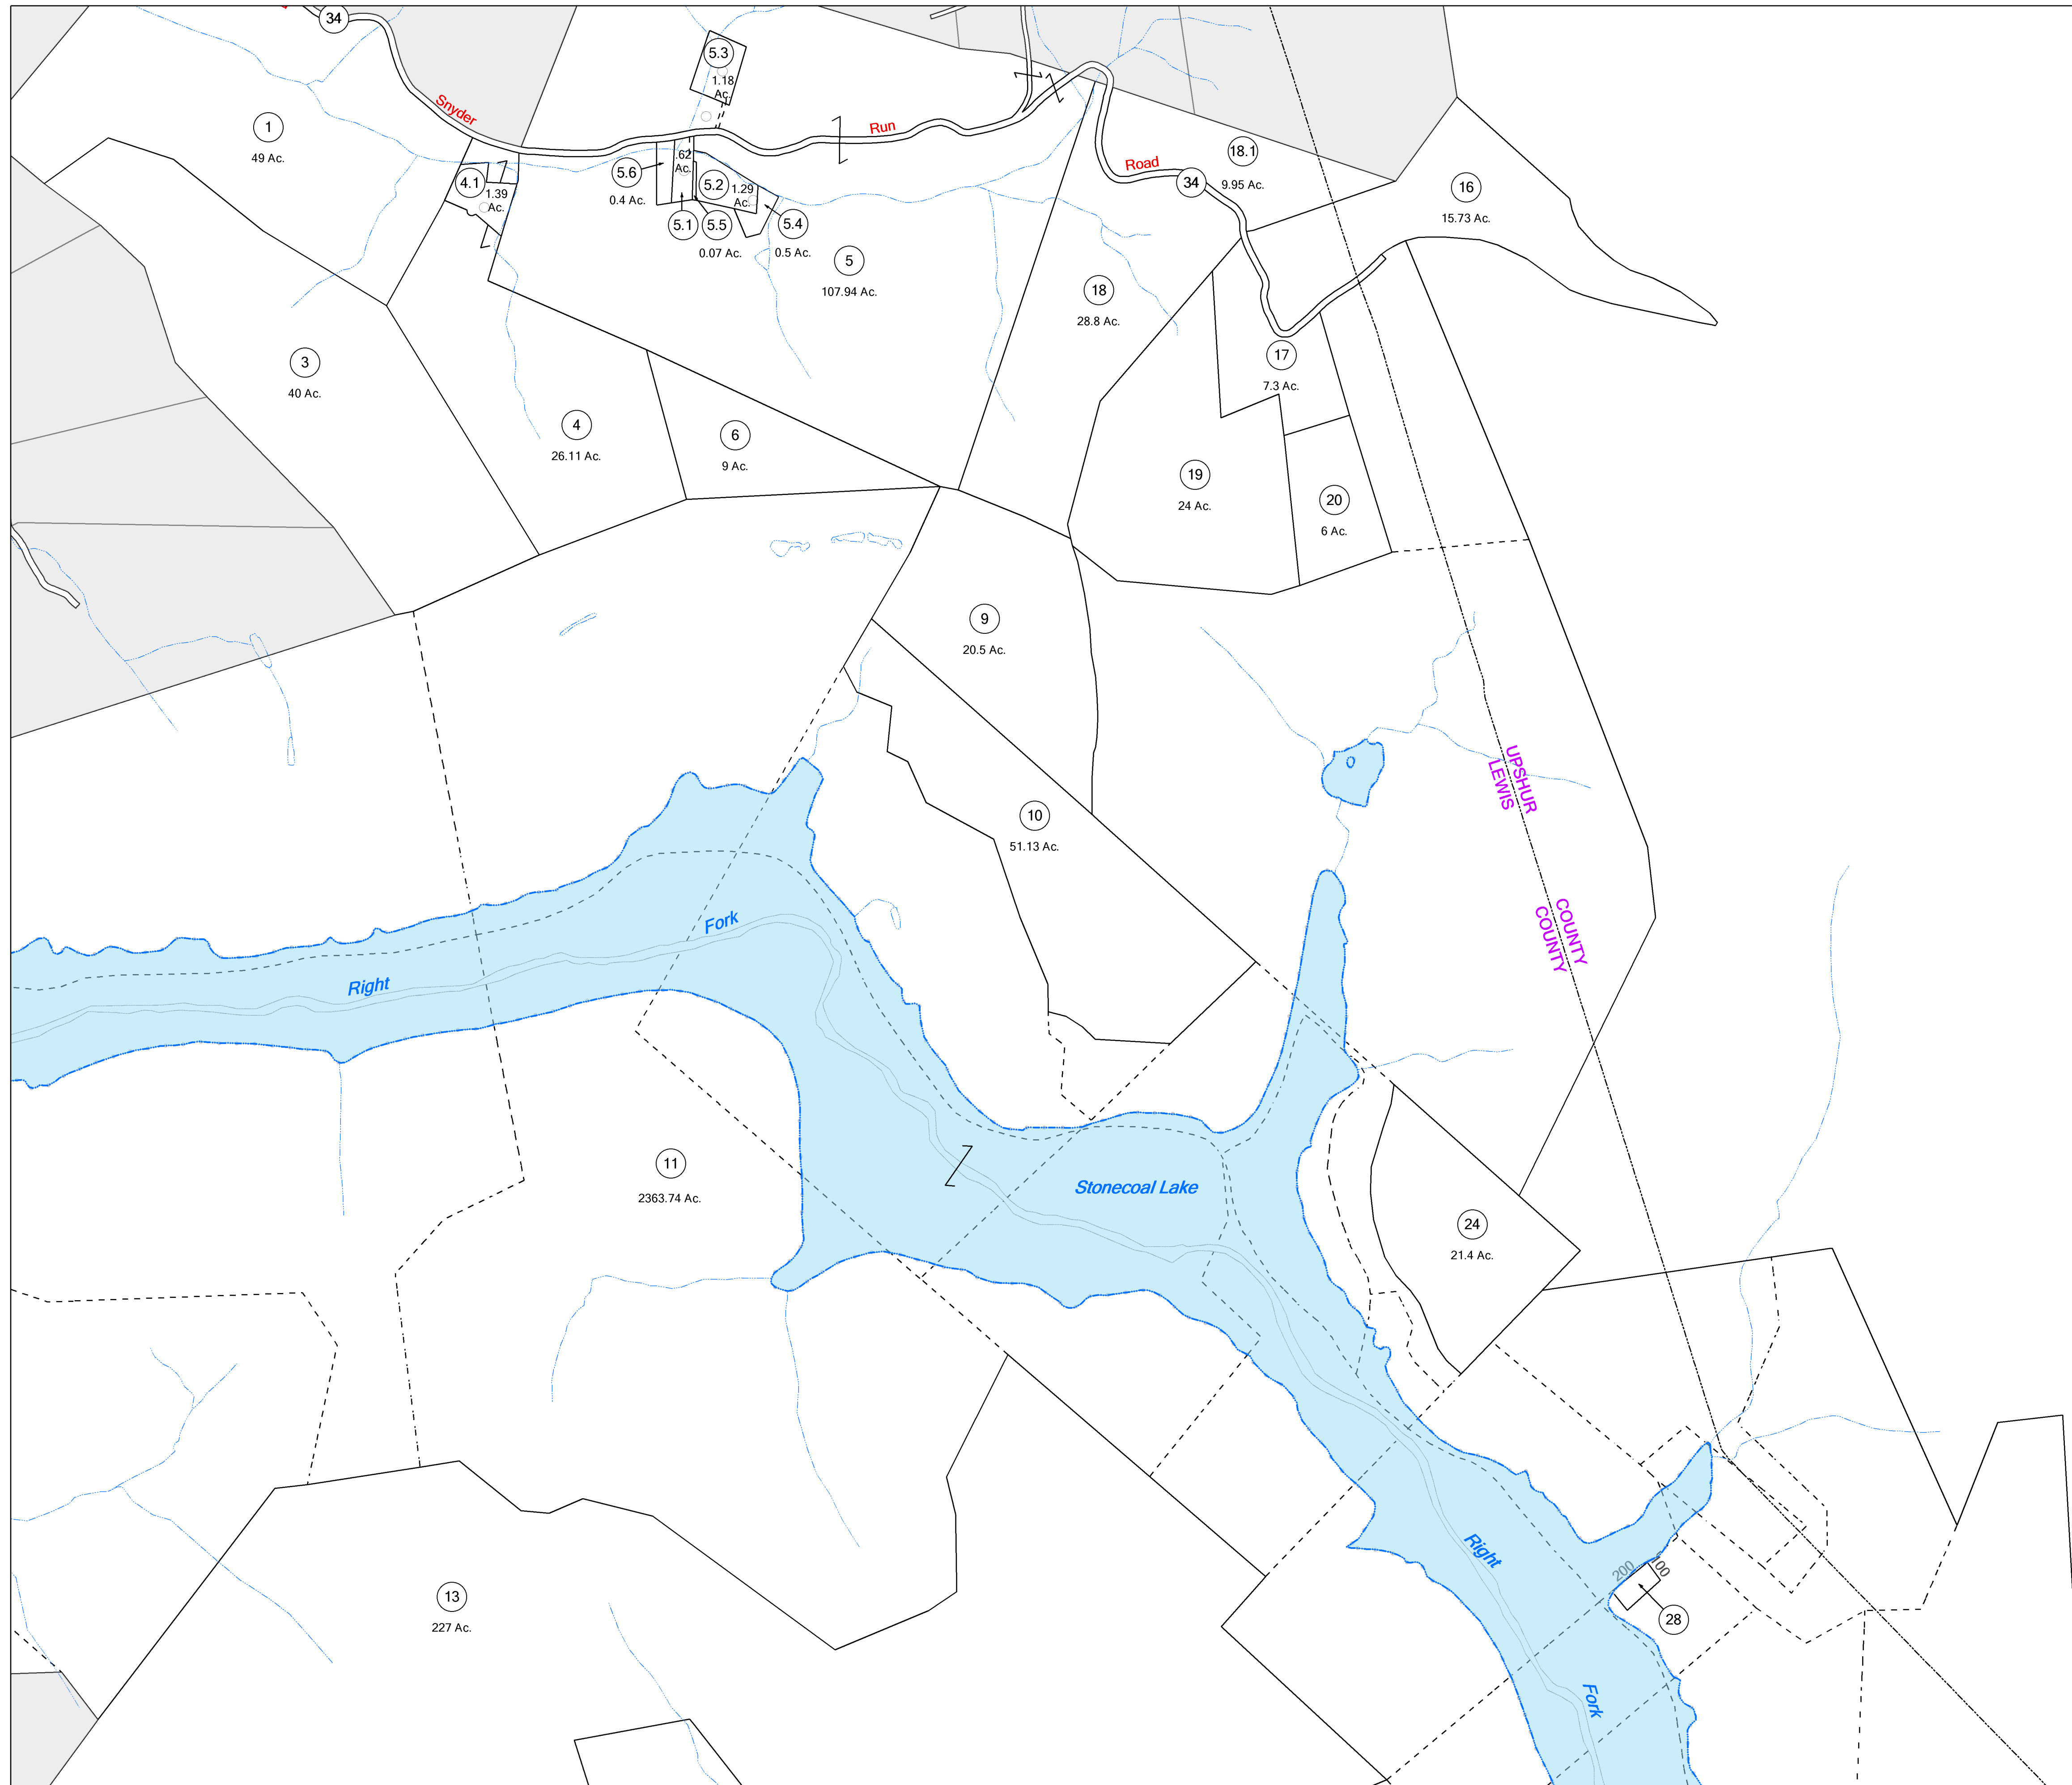 34
5.3
1.18
Ac.
Snyder
Run
1
49 Ac.
18.1
9.95 Ac.
Road
34
16
15.73 Ac.
.62
Ac.
5.6
0.4 Ac.
4.1
1.39
Ac.
5.2
1.29
Ac.
5.1
5.5
0.07 Ac.
5.4
0.5 Ac.
5
107.94 Ac.
18
28.8 Ac.
3
40 Ac.
17
7.3 Ac.
4
26.11 Ac.
6
9 Ac.
19
24 Ac.
20
6 Ac.
9
20.5 Ac.
UPSHUR
LEWIS
10
51.13 Ac.
Fork
Right
COUNTY
COUNTY
11
2363.74 Ac.
Stonecoal Lake
24
21.4 Ac.
Right
200
100
28
13
227 Ac.
Fork